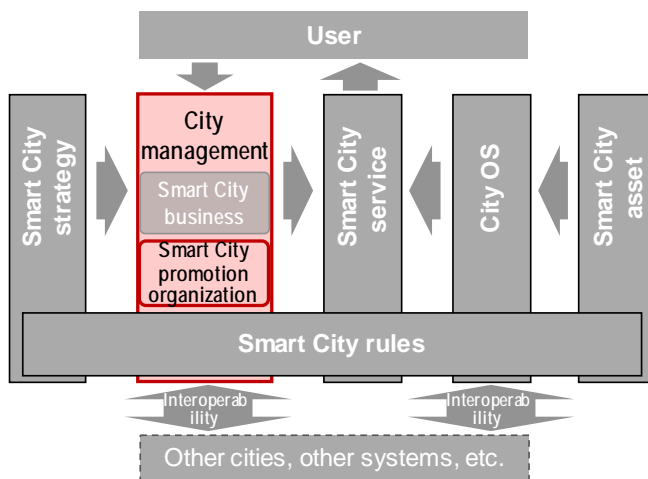 User
Smart City
strategy
City
management
Smart City
business
Smart City
promotion
organization
Smart City
service
City OS
Smart City
asset
Smart City rules
Interoperab
ility
Interoperab
ility
Other cities, other systems, etc.